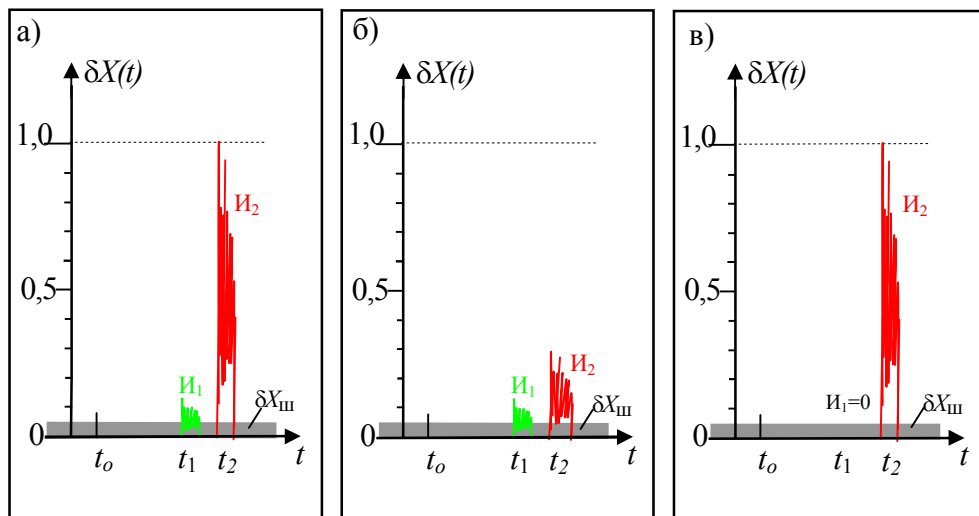 а)
δX(t)
1,0
И₂
0,5
И₁
δXш
0
tₒ t₁ t₂ t
б)
δX(t)
1,0
0,5
И₂
И₁
δXш
0
tₒ t₁ t₂ t
в)
δX(t)
1,0
И₂
0,5
И₁=0
δXш
0
tₒ t₁ t₂ t